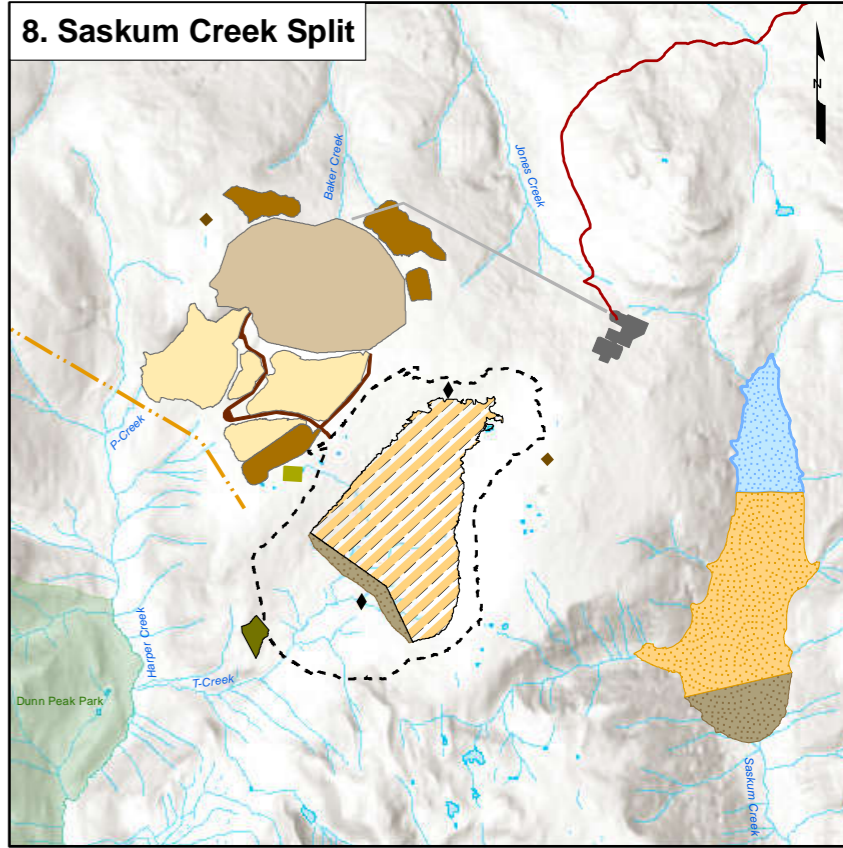 8. Saskum Creek Split
N
Baker Creek
Jones Creek
P-Creek
Harper Creek
T-Creek
Dunn Peak Park
Saskum Creek